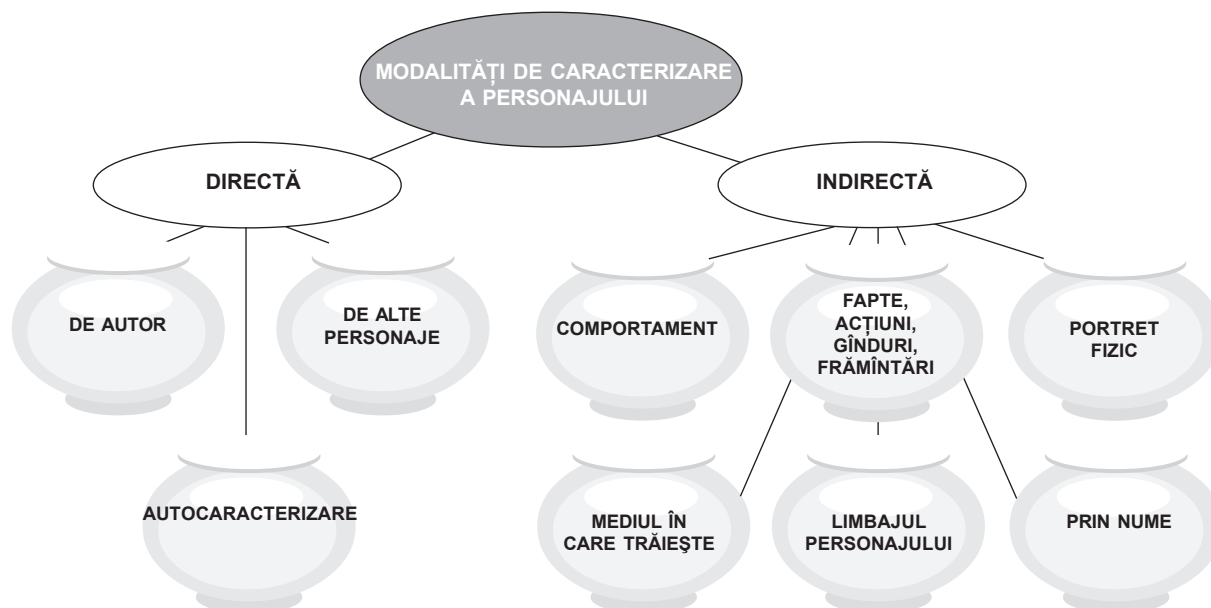 MODALITĂȚI DE CARACTERIZARE
A PERSONAJULUI
DIRECTĂ
INDIRECTĂ
DE AUTOR
DE ALTE
PERSONAJE
AUTOCARACTERIZARE
COMPORTAMENT
FAPTE,
ACȚIUNI,
GÎNDURI,
FRĂMÎNTĂRI
PORTRET
FIZIC
MEDIUL ÎN
CARE TRĂIEŞTE
LIMBAJUL
PERSONAJULUI
PRIN NUME